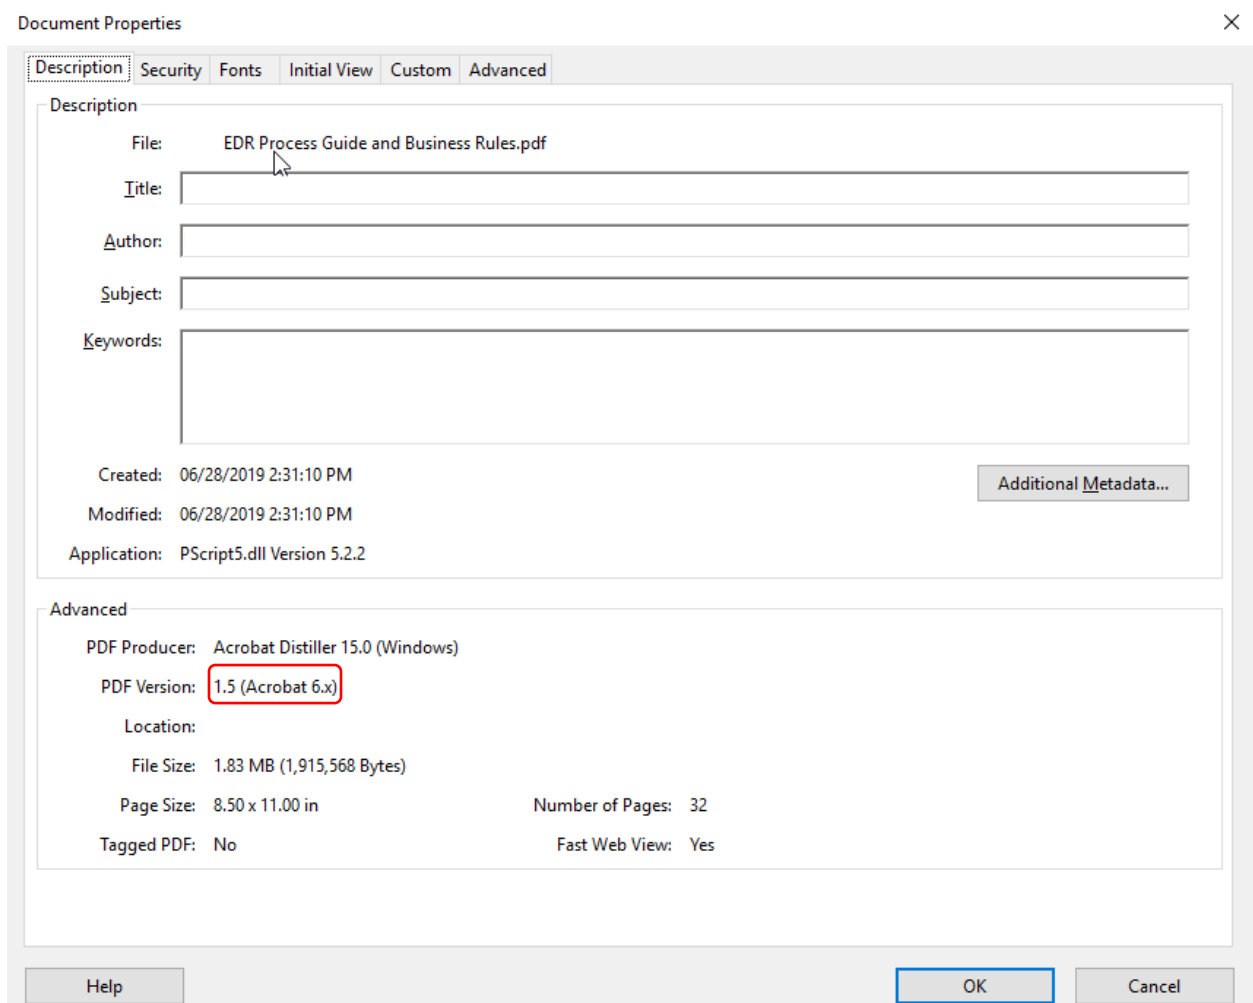 Document Properties
Description Security Fonts Initial View Custom Advanced
Description
File: EDR Process Guide and Business Rules.pdf
Title:
Author:
Subject:
Keywords:
Created: 06/28/2019 2:31:10 PM
Additional Metadata...
Modified: 06/28/2019 2:31:10 PM
Application: PScript5.dll Version 5.2.2
Advanced
PDF Producer: Acrobat Distiller 15.0 (Windows)
PDF Version: 1.5 (Acrobat 6.x)
Location:
File Size: 1.83 MB (1,915,568 Bytes)
Page Size: 8.50 x 11.00 in Number of Pages: 32
Tagged PDF: No Fast Web View: Yes
Help OK Cancel